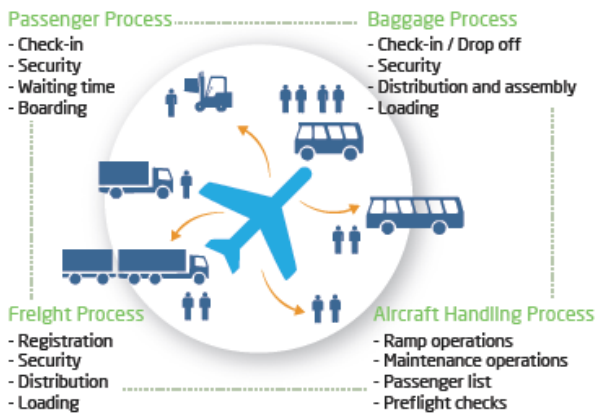 Passenger Process
- Check-in
- Security
- Waiting time
- Boarding
Baggage Process
- Check-in / Drop off
- Security
- Distribution and assembly
- Loading
Freight Process
- Registration
- Security
- Distribution
- Loading
Aircraft Handling Process
- Ramp operations
- Maintenance operations
- Passenger list
- Preflight checks